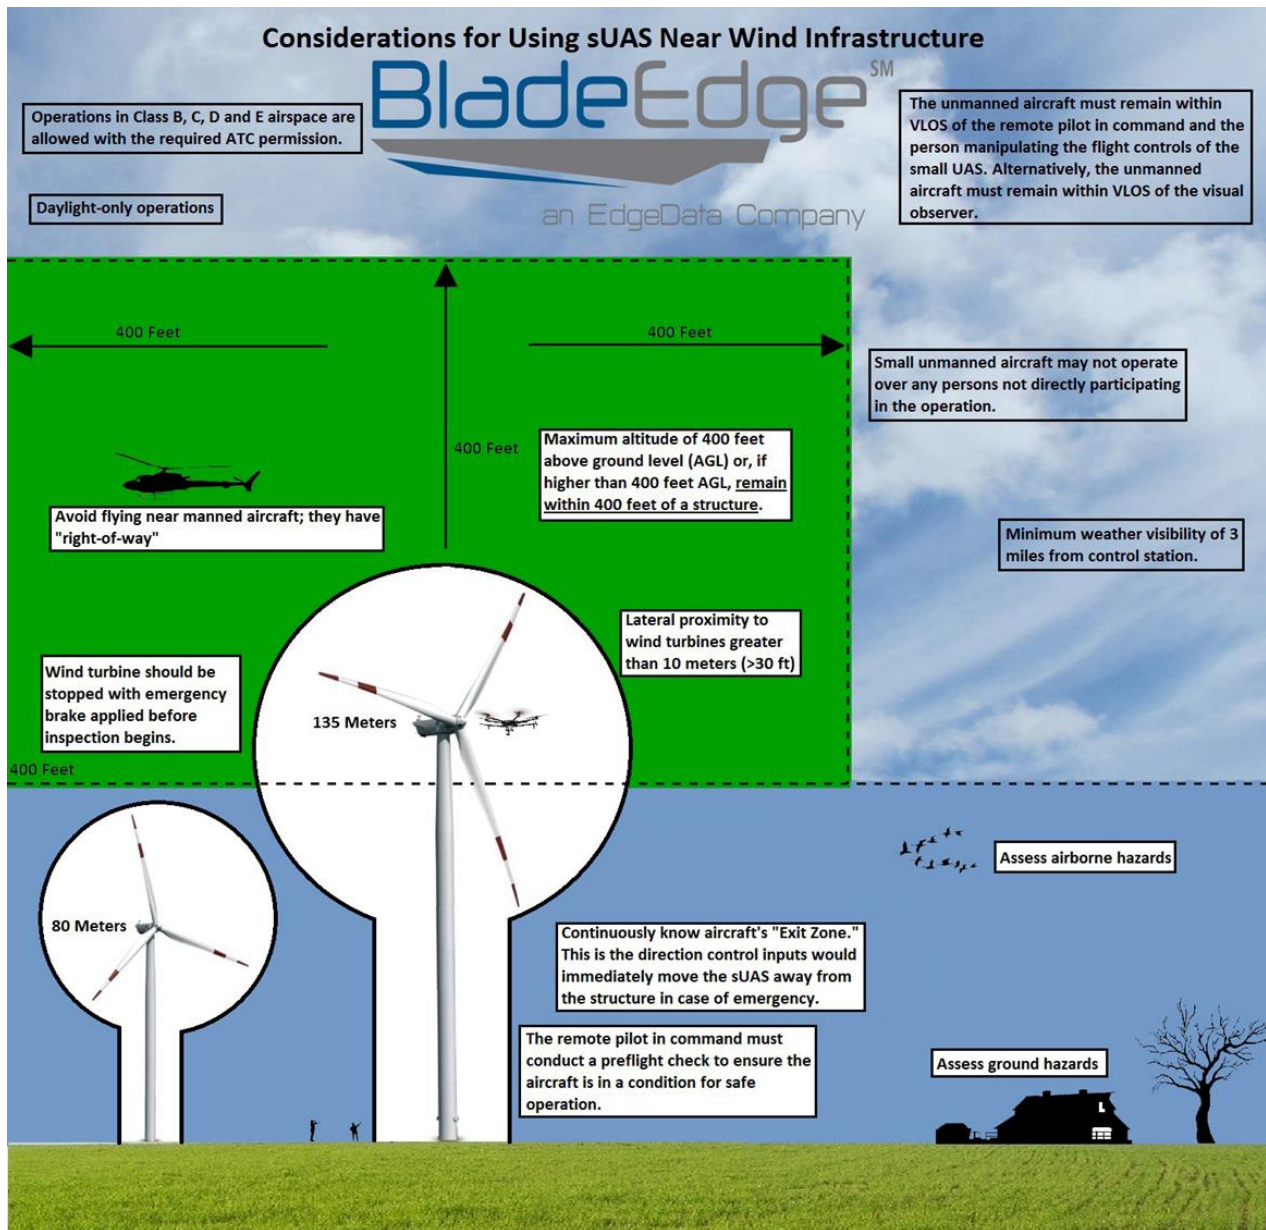 Considerations for Using sUAS Near Wind Infrastructure
BladeEdge SM
an EdgeData Company
Operations in Class B, C, D and E airspace are
allowed with the required ATC permission.
Daylight-only operations
The unmanned aircraft must remain within
VLOS of the remote pilot in command and the
person manipulating the flight controls of the
small UAS. Alternatively, the unmanned
aircraft must remain within VLOS of the visual
observer.
400 Feet
400 Feet
Small unmanned aircraft may not operate
over any persons not directly participating
in the operation.
400 Feet
Maximum altitude of 400 feet
above ground level (AGL) or, if
higher than 400 feet AGL, remain
within 400 feet of a structure.
Avoid flying near manned aircraft; they have
"right-of-way"
Minimum weather visibility of 3
miles from control station.
Lateral proximity to
wind turbines greater
than 10 meters (>30 ft)
Wind turbine should be
stopped with emergency
brake applied before
inspection begins.
135 Meters
400 Feet
Assess airborne hazards
80 Meters
Continuously know aircraft's "Exit Zone."
This is the direction control inputs would
immediately move the sUAS away from
the structure in case of emergency.
The remote pilot in command must
conduct a preflight check to ensure the
aircraft is in a condition for safe
operation.
Assess ground hazards